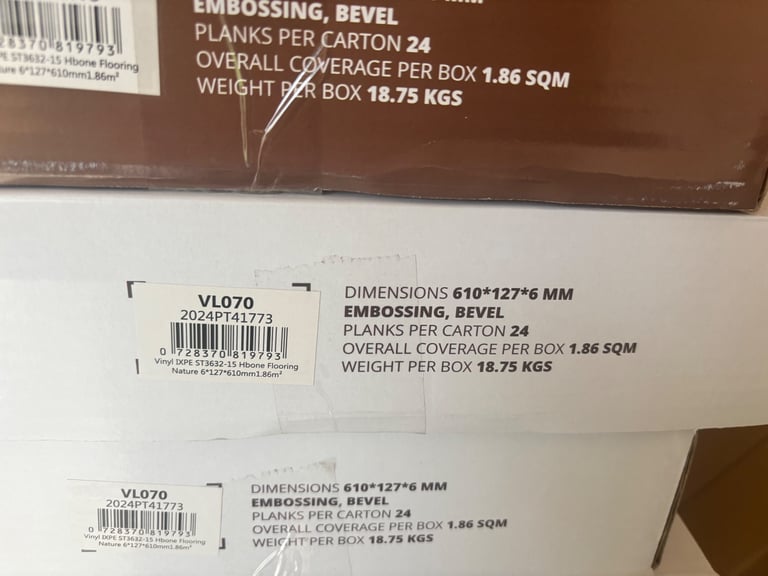 EMBOSSING, BEVEL
PLANKS PER CARTON 24
OVERALL COVERAGE PER BOX 1.86 SQM
WEIGHT PER BOX 18.75 KGS
28370 819793
PE ST3632-15 Hbone Flooring
ture 6*127*610mm1.86m²
VL070
2024PT41773
0 728370 819793
Vinyl IXPE ST3632-15 Hbone Flooring
Nature 6*127*610mm1.86m²
DIMENSIONS 610*127*6 MM
EMBOSSING, BEVEL
PLANKS PER CARTON 24
OVERALL COVERAGE PER BOX 1.86 SQM
WEIGHT PER BOX 18.75 KGS
VL070
2024PT41773
0 728370 819793
Vinyl IXPE ST3632-15 Hbone Flooring
Nature 6*127*610mm1.86m²
DIMENSIONS 610*127*6 MM
EMBOSSING, BEVEL
PLANKS PER CARTON 24
OVERALL COVERAGE PER BOX 1.86 SQM
WEIGHT PER BOX 18.75 KGS